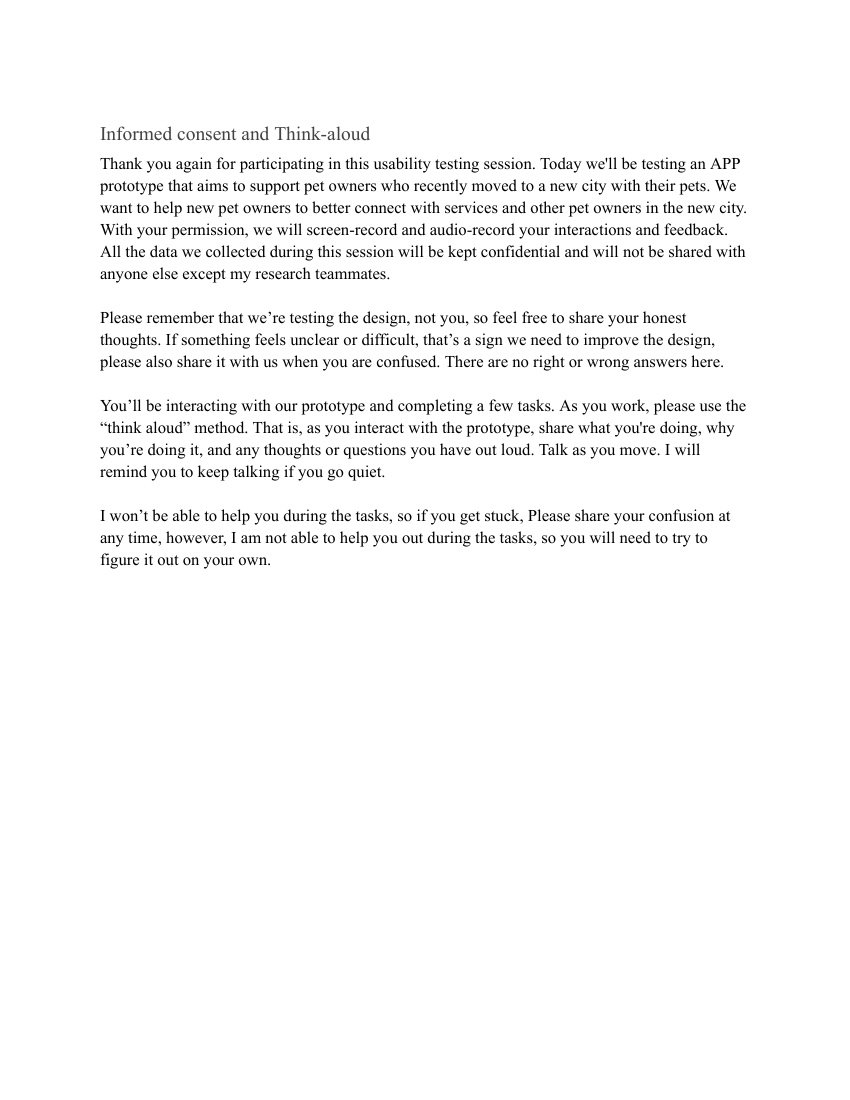 Informed consent and Think-aloud
Thank you again for participating in this usability testing session. Today we'll be testing an APP
prototype that aims to support pet owners who recently moved to a new city with their pets. We
want to help new pet owners to better connect with services and other pet owners in the new city.
With your permission, we will screen-record and audio-record your interactions and feedback.
All the data we collected during this session will be kept confidential and will not be shared with
anyone else except my research teammates.
Please remember that we’re testing the design, not you, so feel free to share your honest
thoughts. If something feels unclear or difficult, that’s a sign we need to improve the design,
please also share it with us when you are confused. There are no right or wrong answers here.
You’ll be interacting with our prototype and completing a few tasks. As you work, please use the
“think aloud” method. That is, as you interact with the prototype, share what you're doing, why
you’re doing it, and any thoughts or questions you have out loud. Talk as you move. I will
remind you to keep talking if you go quiet.
I won’t be able to help you during the tasks, so if you get stuck, Please share your confusion at
any time, however, I am not able to help you out during the tasks, so you will need to try to
figure it out on your own.